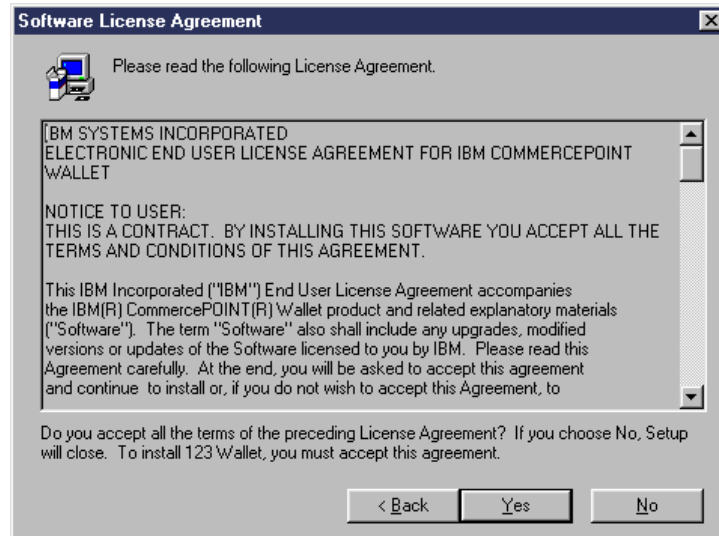 Software License Agreement
Please read the following License Agreement.
[BM SYSTEMS INCORPORATED
ELECTRONIC END USER LICENSE AGREEMENT FOR IBM COMMERCEPOINT
WALLET
NOTICE TO USER:
THIS IS A CONTRACT.  BY INSTALLING THIS SOFTWARE YOU ACCEPT ALL THE
TERMS AND CONDITIONS OF THIS AGREEMENT.
This IBM Incorporated ("IBM") End User License Agreement accompanies
the IBM(R) CommercePOINT(R) Wallet product and related explanatory materials
("Software").  The term "Software" also shall include any upgrades, modified
versions or updates of the Software licensed to you by IBM.  Please read this
Agreement carefully.  At the end, you will be asked to accept this agreement
and continue  to install or, if you do not wish to accept this Agreement, to
Do you accept all the terms of the preceding License Agreement?  If you choose No, Setup
will close.  To install 123 Wallet, you must accept this agreement.
< Back
Yes
No